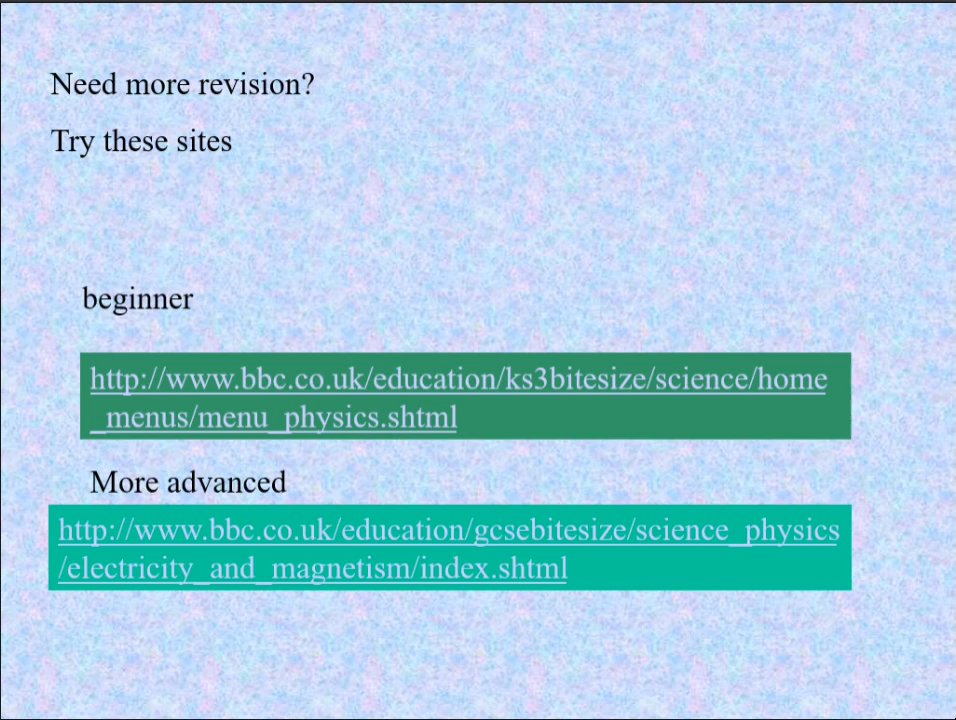 Need more revision?
Try these sites
beginner
http://www.bbc.co.uk/education/ks3bitesize/science/home
_menus/menu_physics.shtml
More advanced
http://www.bbc.co.uk/education/gcsebitesize/science_physics
/electricity_and_magnetism/index.shtml